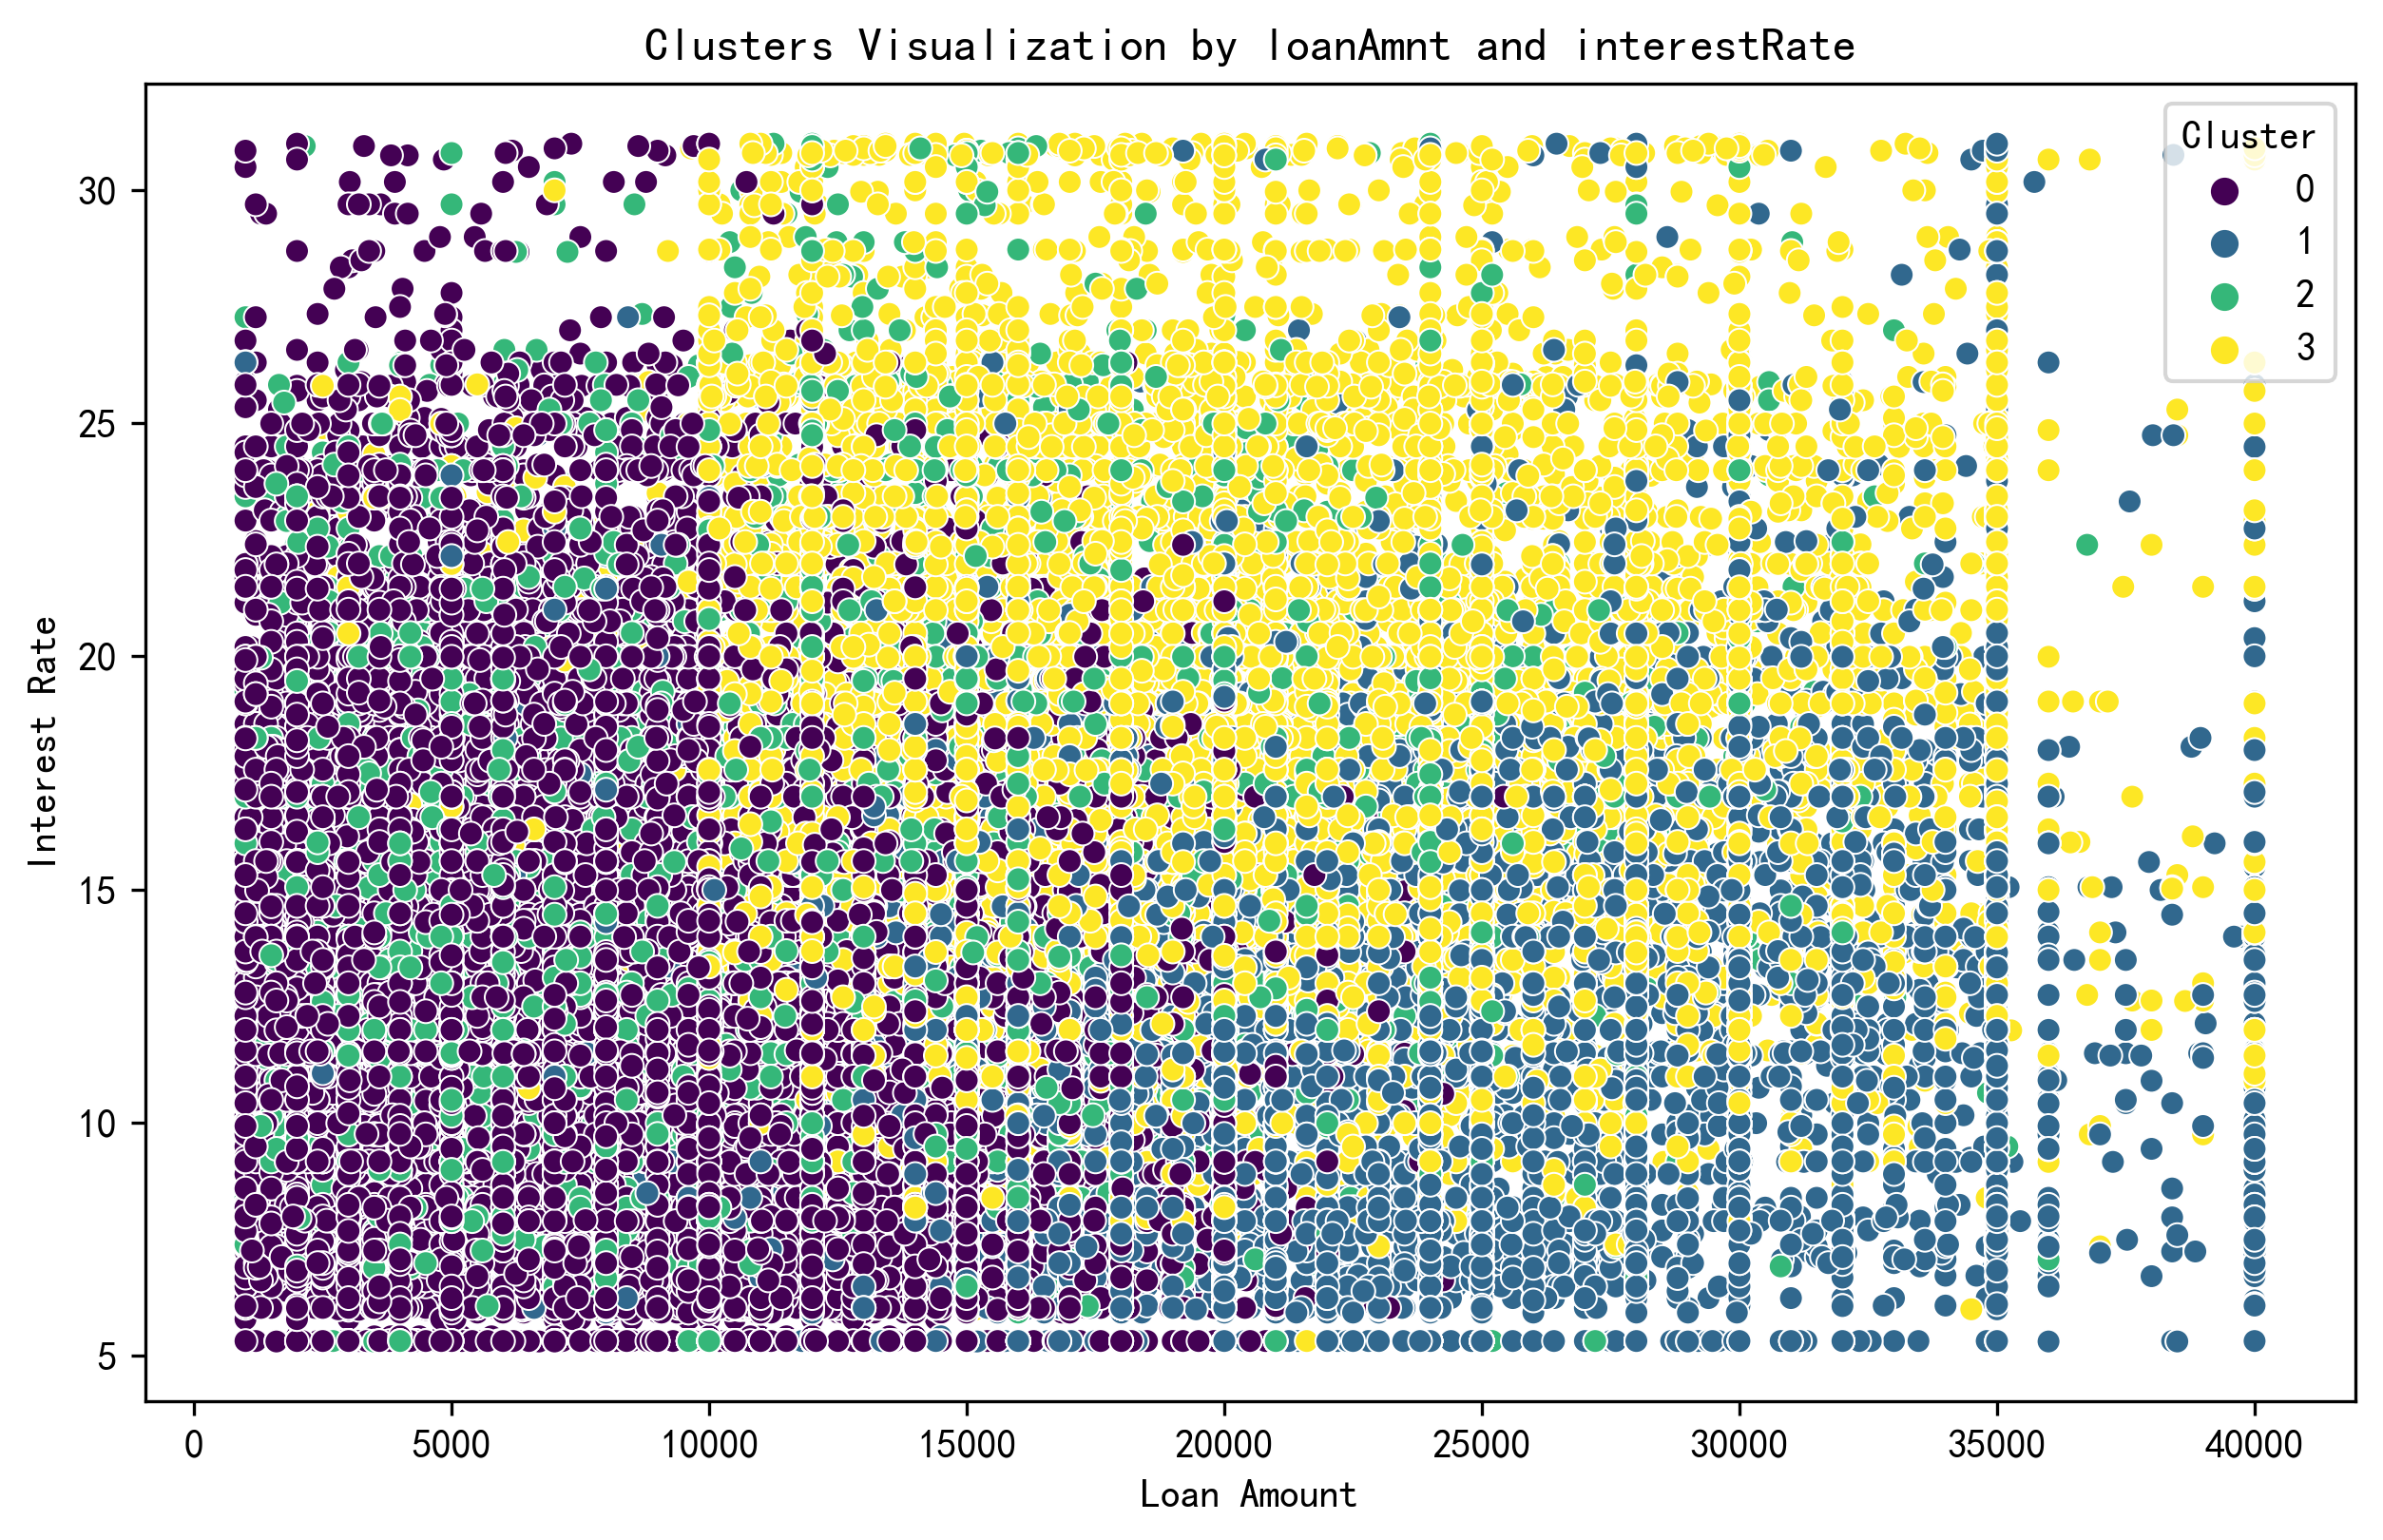 Clusters Visualization by loanAmnt and interestRate
Cluster
0
1
2
3
30
25
20
15
10
5
Interest Rate
0 5000 10000 15000 20000 25000 30000 35000 40000
Loan Amount